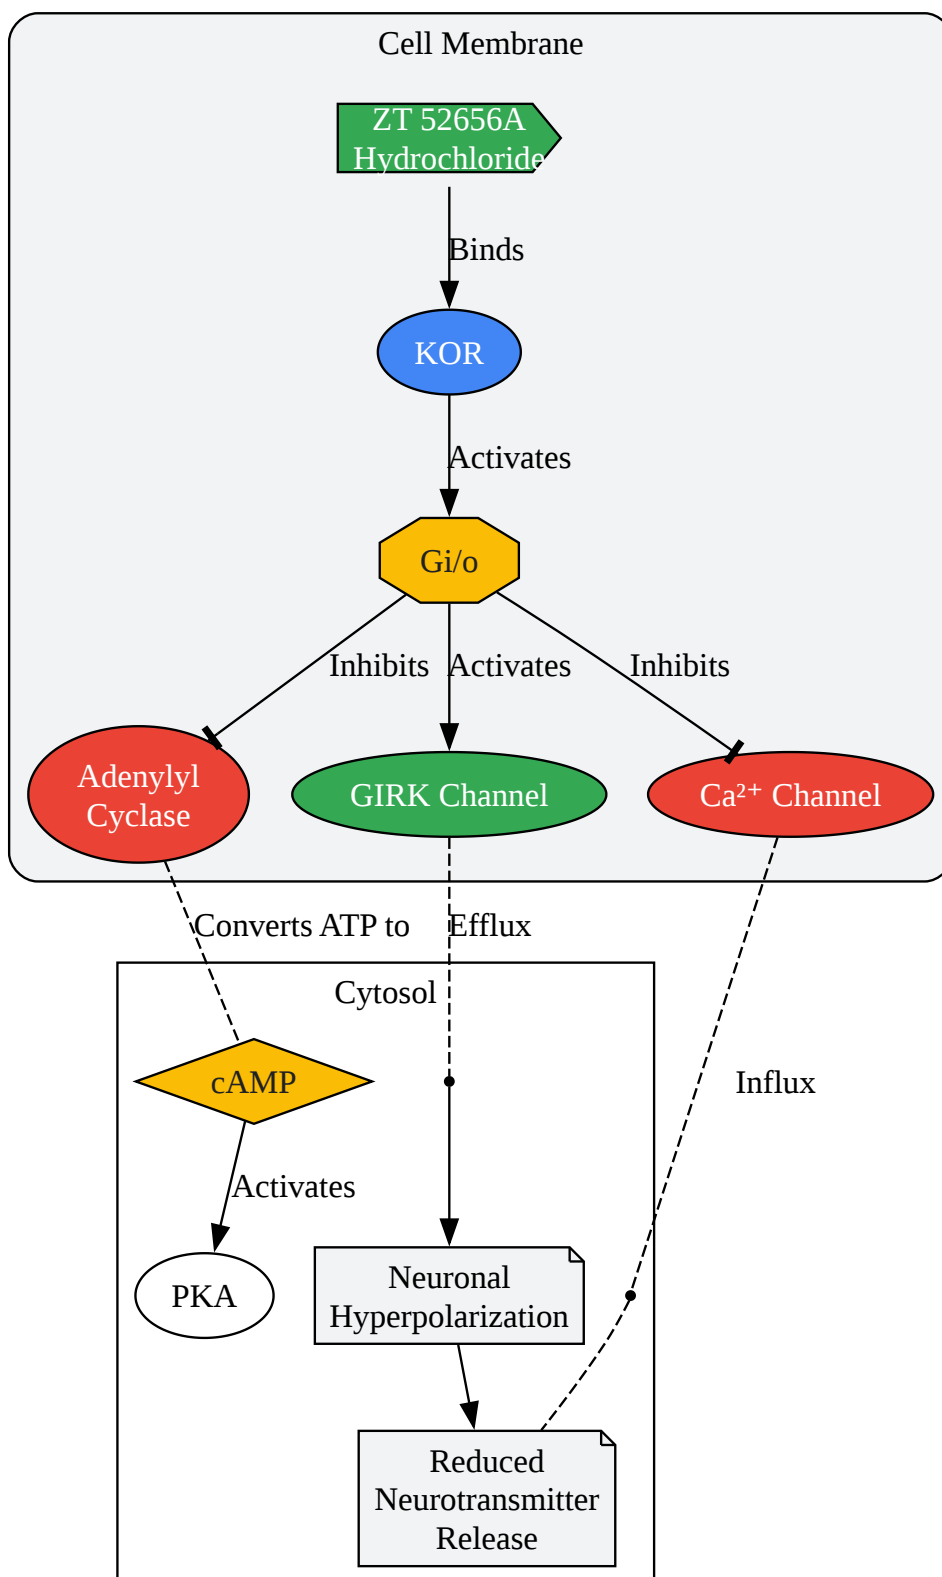 Cell Membrane
ZT 52656A
Hydrochloride
Binds
KOR
Activates
Gi/o
Inhibits
Activates
Inhibits
Adenylyl
Cyclase
GIRK Channel
Ca²⁺ Channel
Converts ATP to
Efflux
Cytosol
cAMP
Influx
Activates
PKA
Neuronal
Hyperpolarization
Reduced
Neurotransmitter
Release